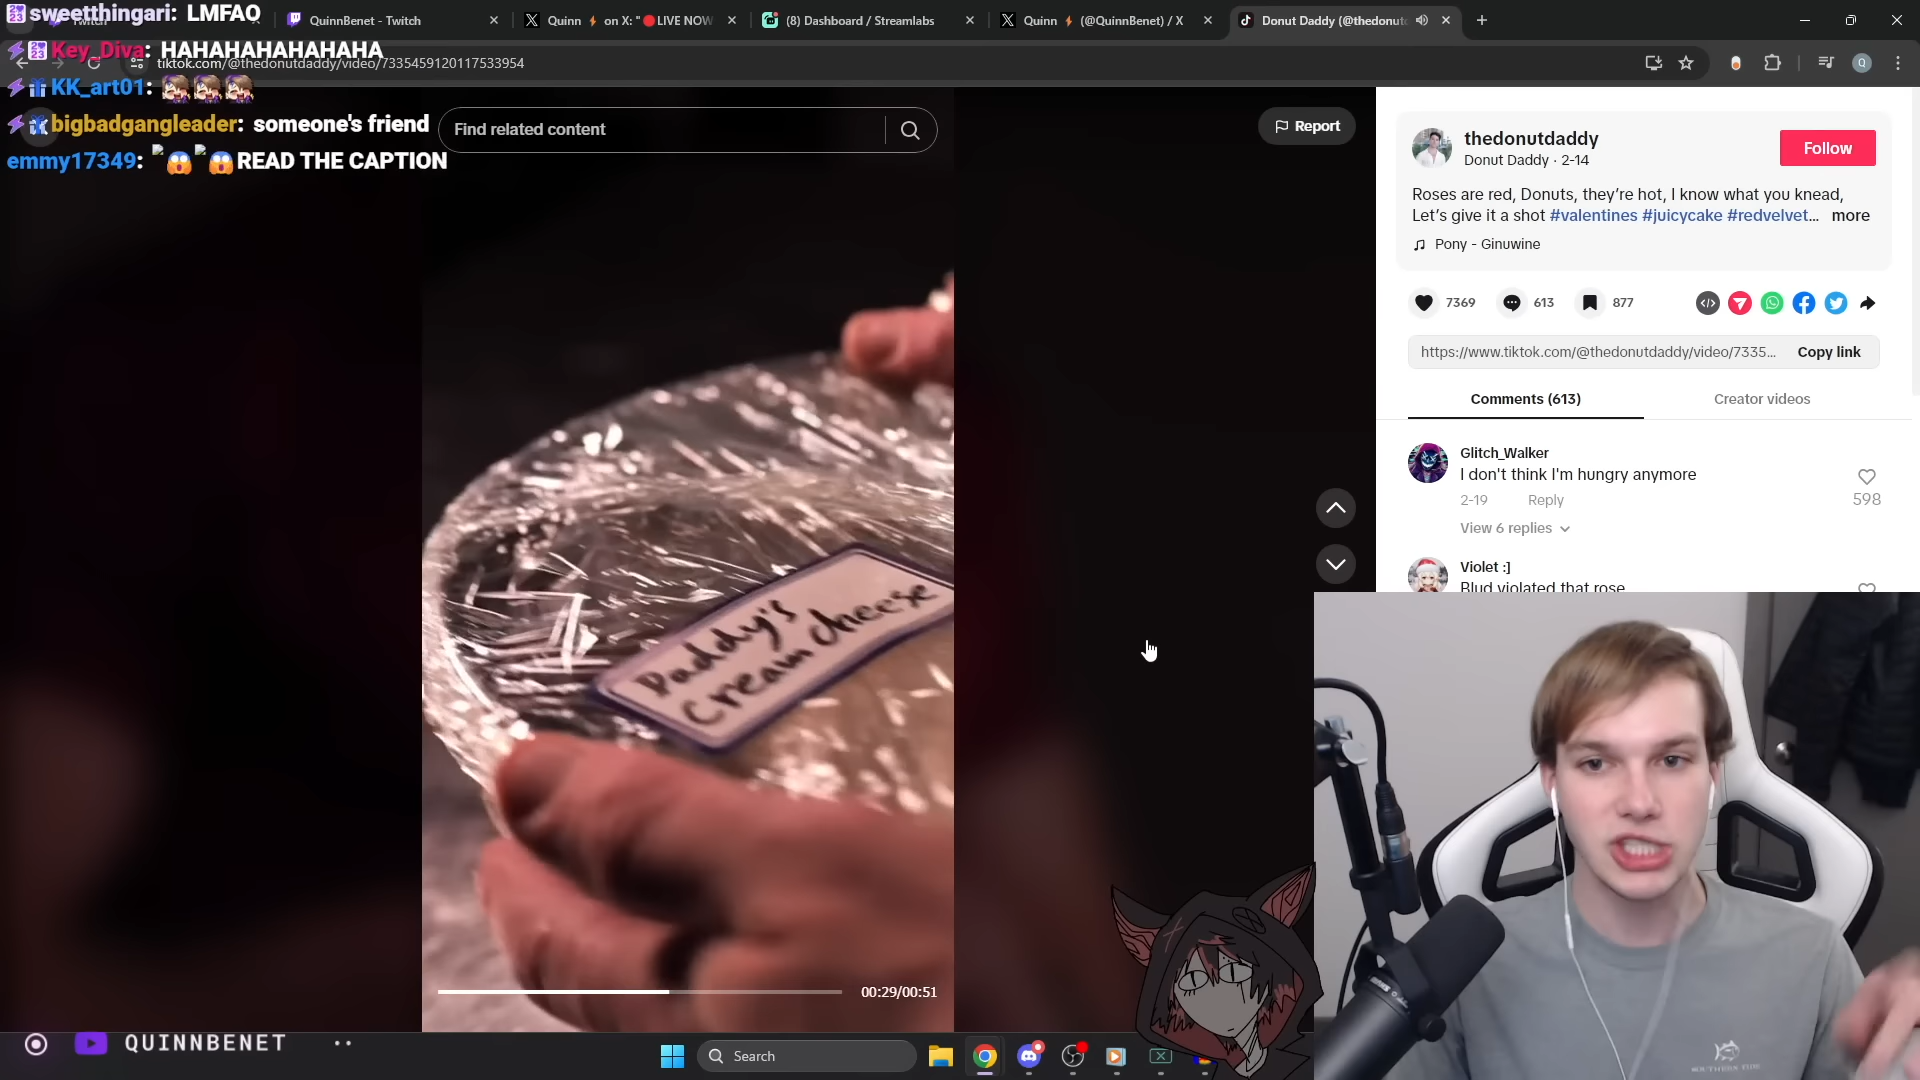 sweetthingari: LMFAO
Key_Diva: HAHAHAHAHAHAHA
KK_art01:
bigbadgangleader: someone's friend
emmy17349: READ THE CAPTION
QuinnBenet - Twitch
Quinn on X: "LIVE NOW
(8) Dashboard / Streamlabs
Quinn (@QuinnBenet) / X
Donut Daddy (@thedonut
tiktok.com/@thedonutdaddy/video/7335459120117533954
Q
Find related content
Report
Daddy's
Cream Cheese
00:29/00:51
thedonutdaddy
Donut Daddy · 2-14
Follow
Roses are red, Donuts, they’re hot, I know what you knead,
Let’s give it a shot #valentines #juicycake #redvelvet... more
Pony - Ginuwine
7369
613
877
https://www.tiktok.com/@thedonutdaddy/video/7335...
Copy link
Comments (613)
Creator videos
Glitch_Walker
I don't think I'm hungry anymore
2-19
Reply
598
View 6 replies
Violet :]
Blud violated that rose
QUINNBENET
Search